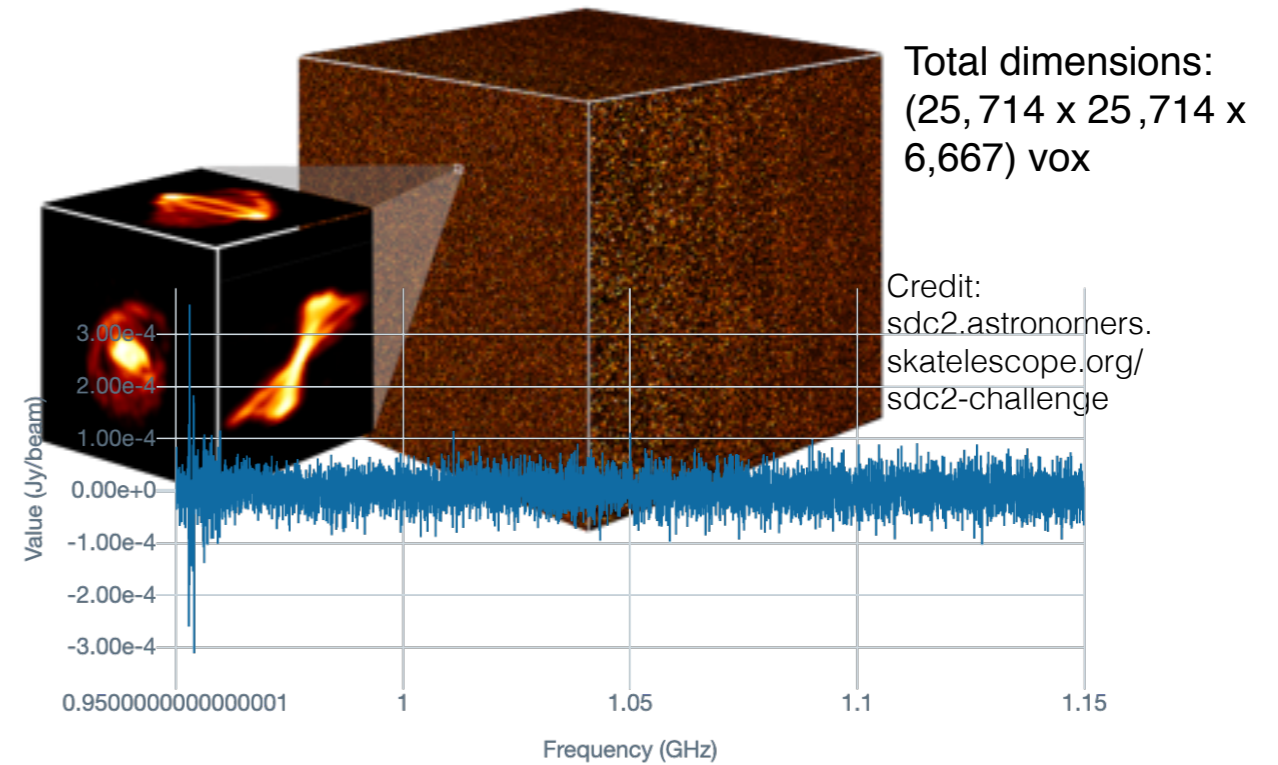 Total dimensions:
(25,714 x 25,714 x
6,667) vox
Credit:
sdc2.astronomers.
skatelescope.org/
sdc2-challenge
Value (Jy/beam)
3.00e-4
2.00e-4
1.00e-4
0.00e+0
-1.00e-4
-2.00e-4
-3.00e-4
0.9500000000000001 1 1.05 1.1 1.15
Frequency (GHz)